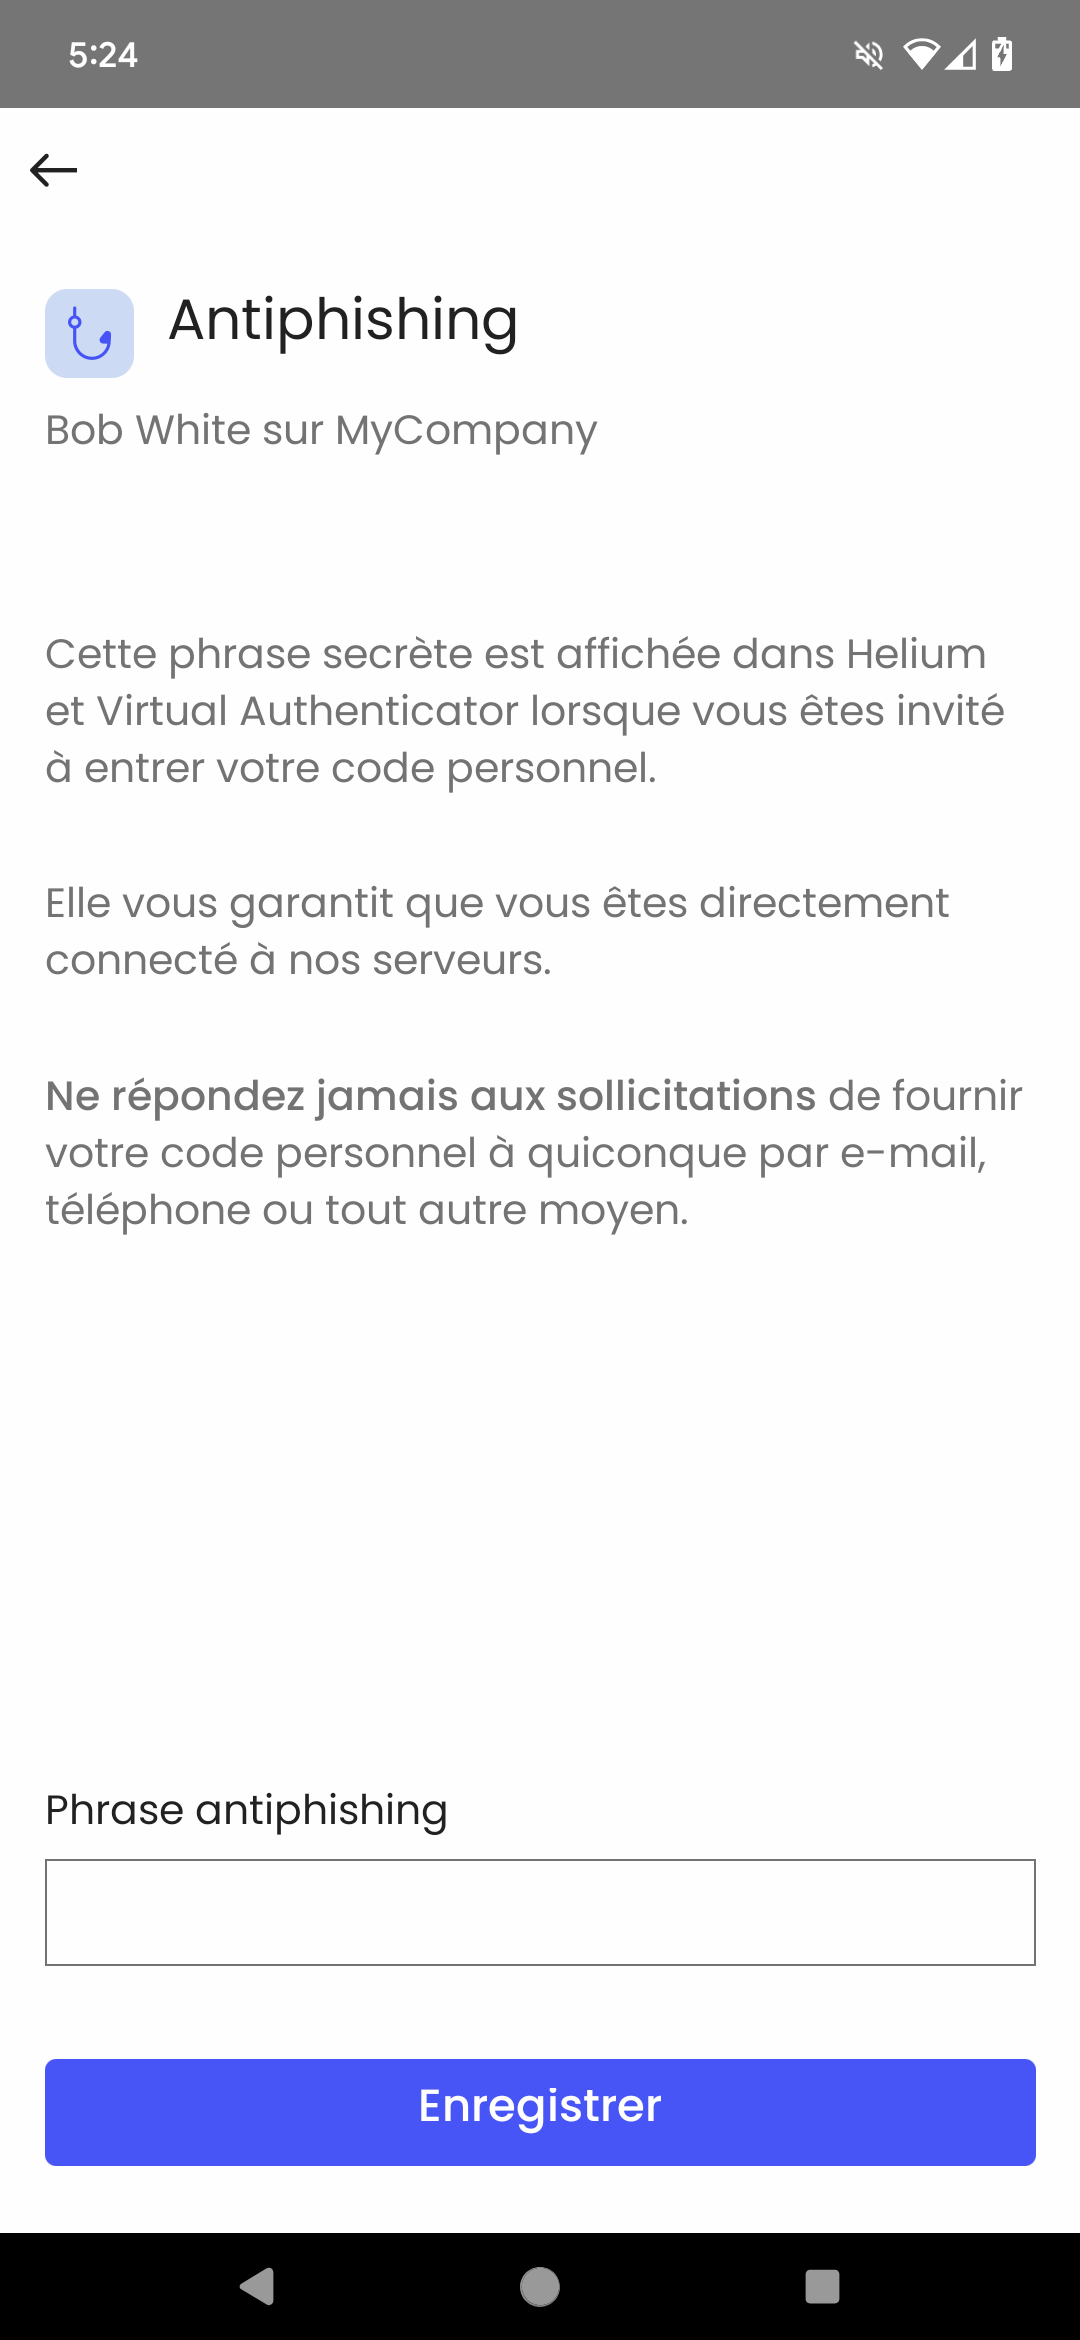 5:24
Antiphishing
Bob White sur MyCompany
Cette phrase secrète est affichée dans Helium
et Virtual Authenticator lorsque vous êtes invité
à entrer votre code personnel.
Elle vous garantit que vous êtes directement
connecté à nos serveurs.
Ne répondez jamais aux sollicitations de fournir
votre code personnel à quiconque par e-mail,
téléphone ou tout autre moyen.
Phrase antiphishing
Enregistrer